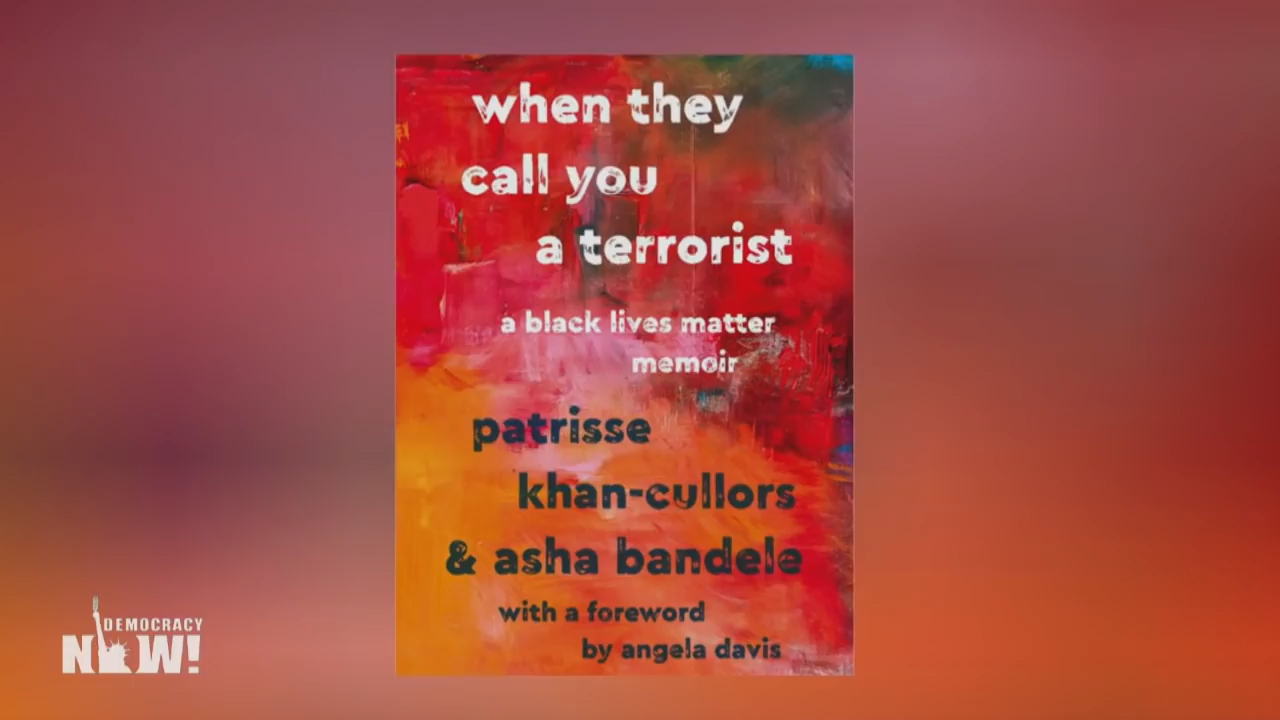 when they
call you
a terrorist
a black lives matter
memoir
patrisse
khan-cullors
& asha bandele
with a foreword
by angela davis
DEMOCRACY
NOW!